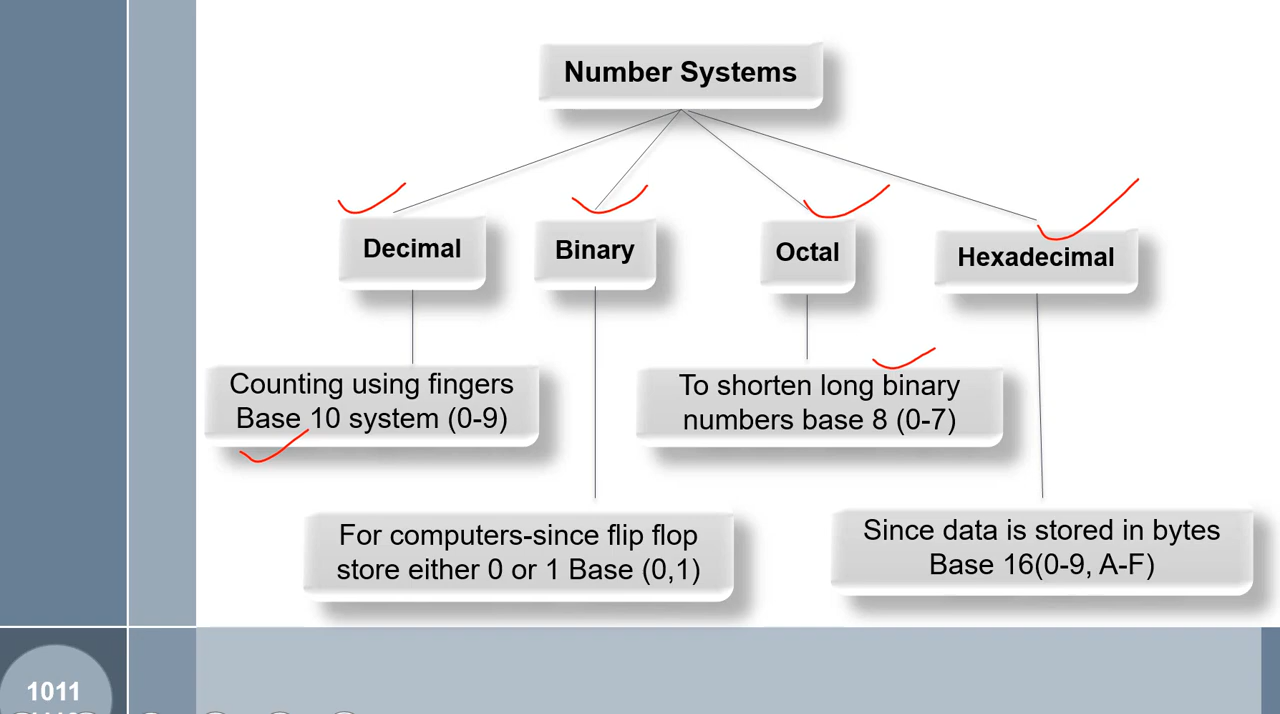 Number Systems
Decimal
Binary
Octal
Hexadecimal
Counting using fingers
Base 10 system (0-9)
To shorten long binary
numbers base 8 (0-7)
For computers-since flip flop
store either 0 or 1 Base (0,1)
Since data is stored in bytes
Base 16(0-9, A-F)
1011